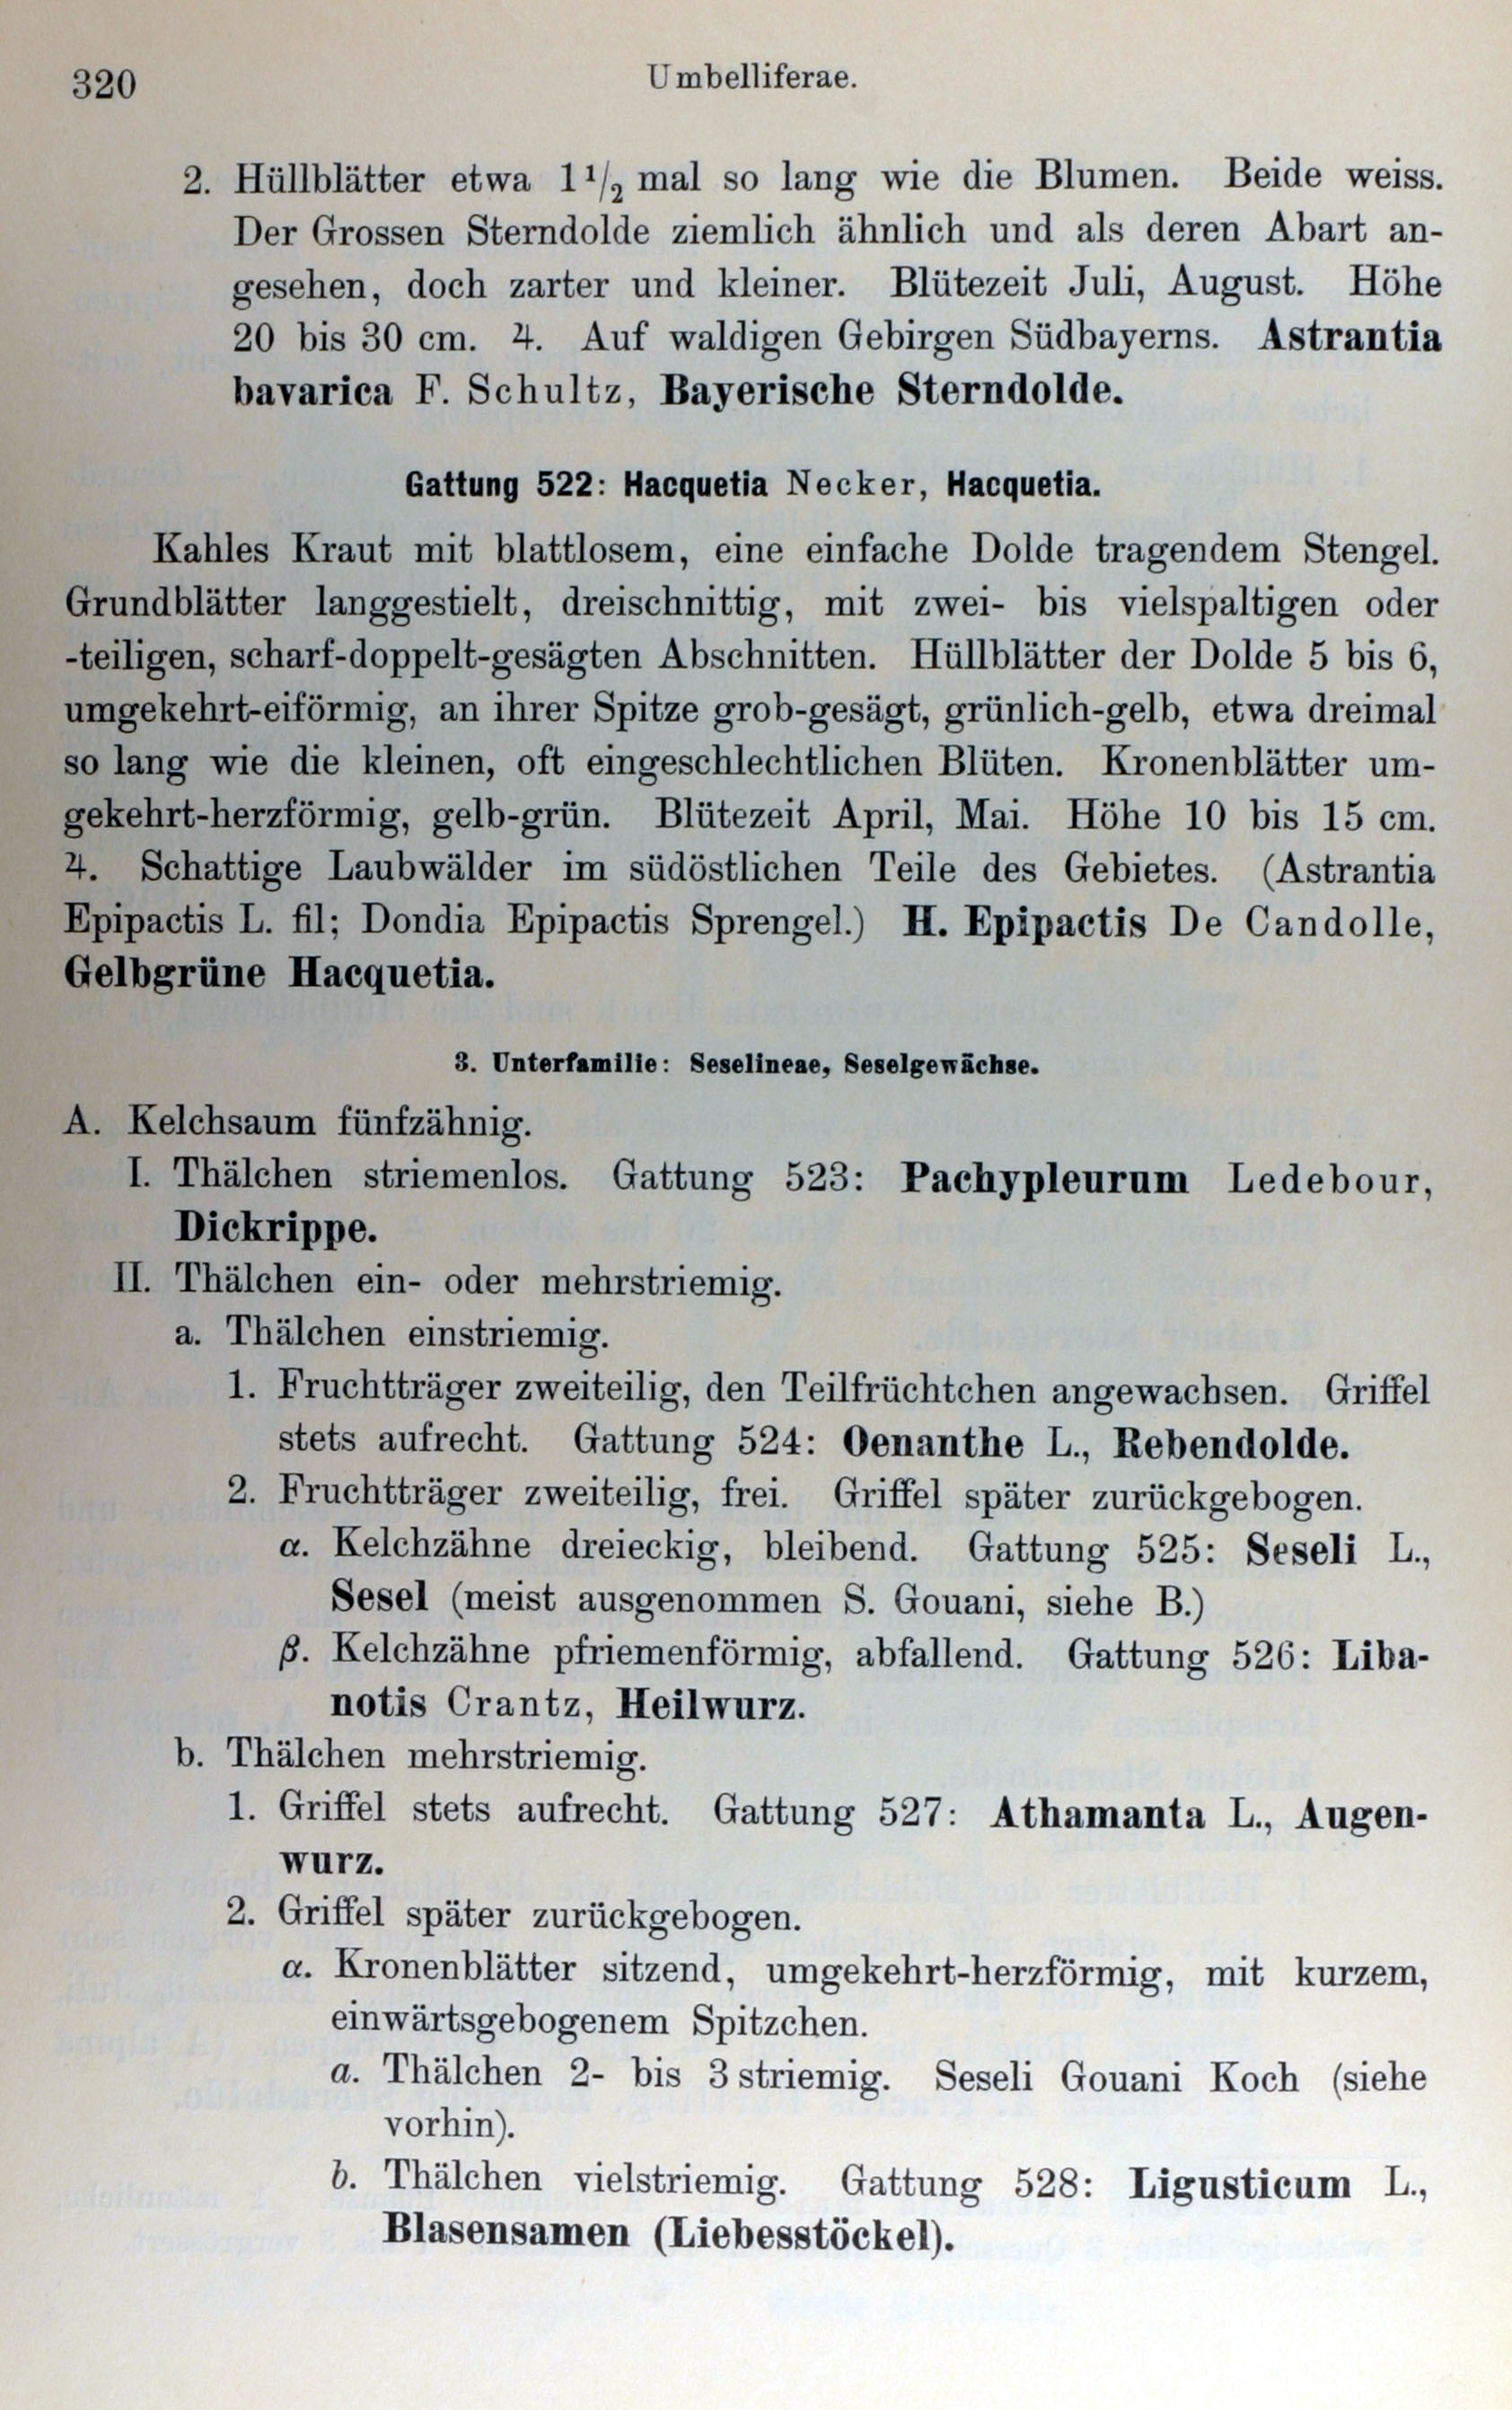 320
Umbelliferae.
2. Hüllblätter etwa 1 1/2 mal so lang wie die Blumen. Beide weiss.
Der Grossen Sterndolde ziemlich ähnlich und als deren Abart an-
gesehen, doch zarter und kleiner. Blütezeit Juli, August. Höhe
20 bis 30 cm. ♃. Auf waldigen Gebirgen Südbayerns. Astrantia
bavarica F. Schultz, Bayerische Sterndolde.
Gattung 522: Hacquetia Necker, Hacquetia.
Kahles Kraut mit blattlosem, eine einfache Dolde tragendem Stengel.
Grundblätter langgestielt, dreischnittig, mit zwei- bis vielspaltigen oder
-teiligen, scharf-doppelt-gesägten Abschnitten. Hüllblätter der Dolde 5 bis 6,
umgekehrt-eiförmig, an ihrer Spitze grob-gesägt, grünlich-gelb, etwa dreimal
so lang wie die kleinen, oft eingeschlechtlichen Blüten. Kronenblätter um-
gekehrt-herzförmig, gelb-grün. Blütezeit April, Mai. Höhe 10 bis 15 cm.
♃. Schattige Laubwälder im südöstlichen Teile des Gebietes. (Astrantia
Epipactis L. fil; Dondia Epipactis Sprengel.) H. Epipactis De Candolle,
Gelbgrüne Hacquetia.
3. Unterfamilie: Seselineae, Seselgewächse.
A. Kelchsaum fünfzähnig.
I. Thälchen striemenlos. Gattung 523: Pachypleurum Ledebour,
Dickrippe.
II. Thälchen ein- oder mehrstriemig.
a. Thälchen einstriemig.
1. Fruchtträger zweiteilig, den Teilfrüchtchen angewachsen. Griffel
stets aufrecht. Gattung 524: Oenanthe L., Rebendolde.
2. Fruchtträger zweiteilig, frei. Griffel später zurückgebogen.
α. Kelchzähne dreieckig, bleibend. Gattung 525: Seseli L.,
Sesel (meist ausgenommen S. Gouani, siehe B.)
β. Kelchzähne pfriemenförmig, abfallend. Gattung 526: Liba-
notis Crantz, Heilwurz.
b. Thälchen mehrstriemig.
1. Griffel stets aufrecht. Gattung 527: Athamanta L., Augen-
wurz.
2. Griffel später zurückgebogen.
α. Kronenblätter sitzend, umgekehrt-herzförmig, mit kurzem,
einwärtsgebogenem Spitzchen.
a. Thälchen 2- bis 3 striemig. Seseli Gouani Koch (siehe
vorhin).
b. Thälchen vielstriemig. Gattung 528: Ligusticum L.,
Blasensamen (Liebesstöckel).